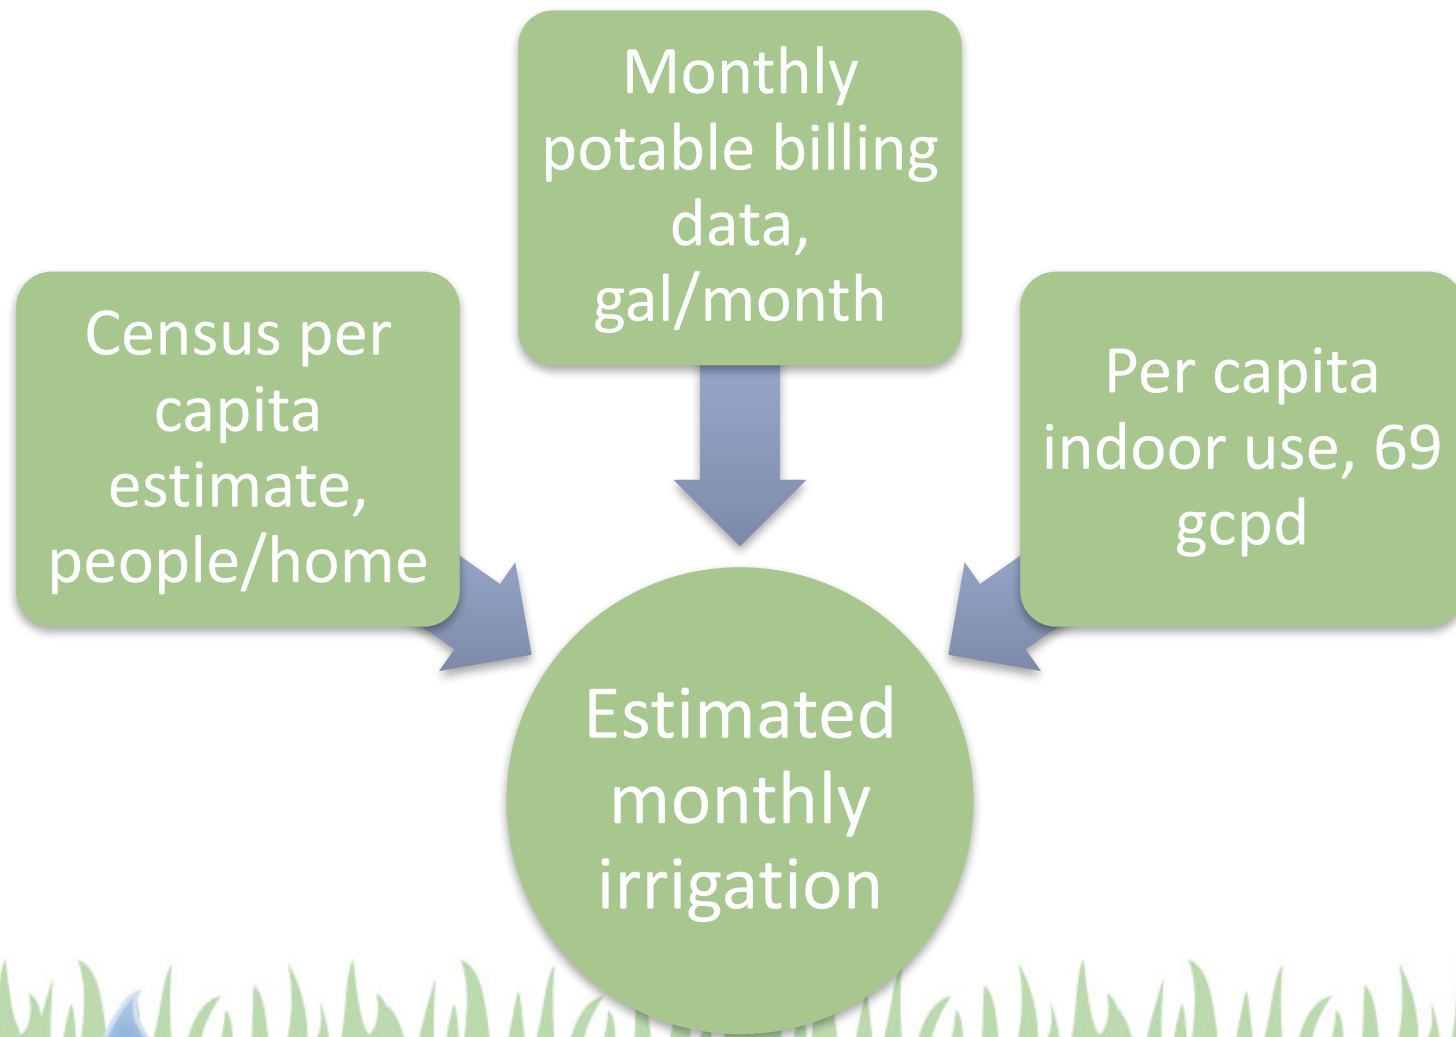 Monthly
potable billing
data,
gal/month
Census per
capita
estimate,
people/home
Per capita
indoor use, 69
gcpd
Estimated
monthly
irrigation